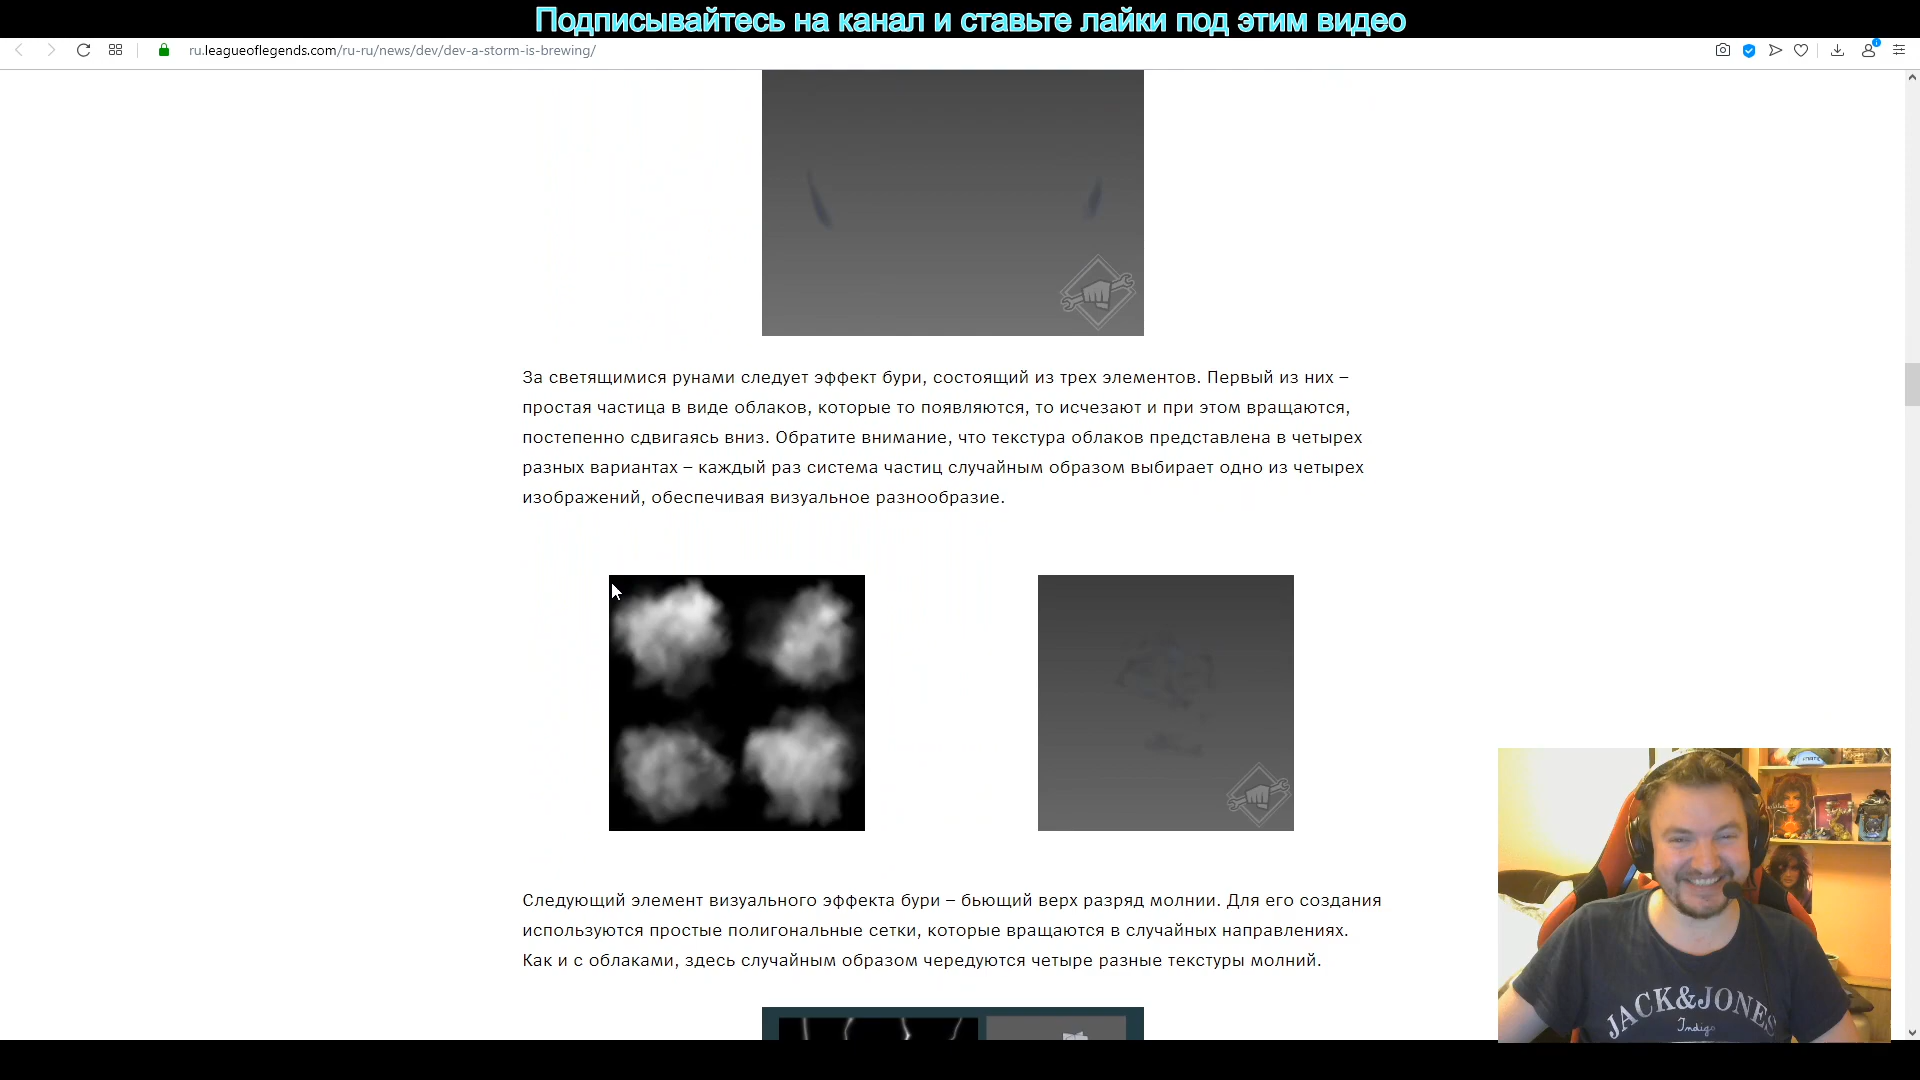 Подписывайтесь на канал и ставьте лайки под этим видео
ru.leagueoflegends.com/ru-ru/news/dev/dev-a-storm-is-brewing/
За светящимися рунами следует эффект бури, состоящий из трех элементов. Первый из них –
простая частица в виде облаков, которые то появляются, то исчезают и при этом вращаются,
постепенно сдвигаясь вниз. Обратите внимание, что текстура облаков представлена в четырех
разных вариантах – каждый раз система частиц случайным образом выбирает одно из четырех
изображений, обеспечивая визуальное разнообразие.
Следующий элемент визуального эффекта бури – бьющий верх разряд молнии. Для его создания
используются простые полигональные сетки, которые вращаются в случайных направлениях.
Как и с облаками, здесь случайным образом чередуются четыре разные текстуры молний.
JACK&JONES
Indigo